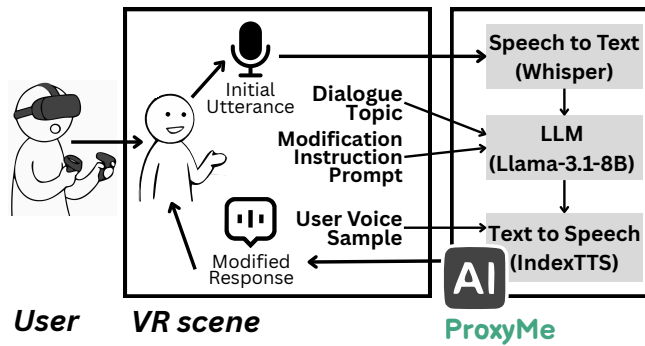 Initial
Utterance
Speech to Text
(Whisper)
Dialogue
Topic
Modification
Instruction
Prompt
LLM
(Llama-3.1-8B)
User Voice
Sample
Text to Speech
(IndexTTS)
Modified
Response
AI
User
VR scene
ProxyMe